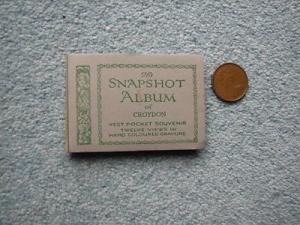 THE
SNAPSHOT
ALBUM
of
CROYDON
VEST POCKET SOUVENIR
TWELVE VIEWS IN
HAND COLOURED GRAVURE